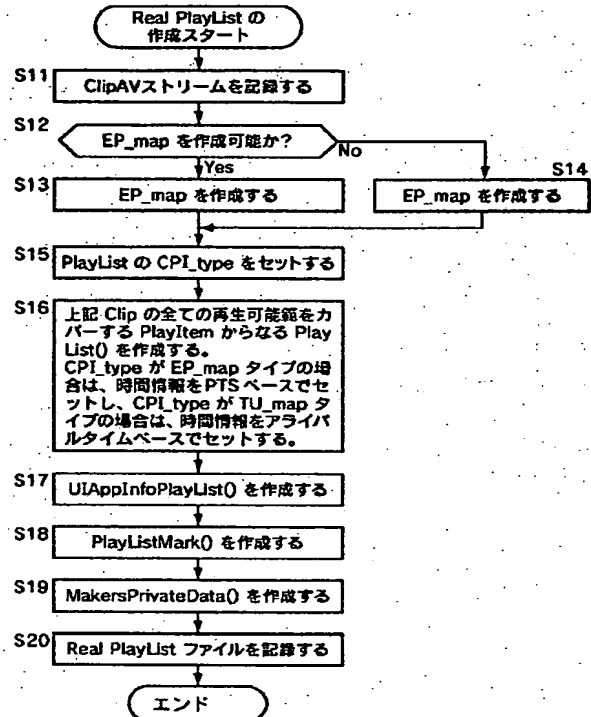 Real PlayList の
作成スタート
S11
ClipAVストリームを記録する
S12
EP_map を作成可能か?
No
Yes
S13
EP_map を作成する
S14
EP_map を作成する
S15
PlayList の CPI_type をセットする
S16
上記 Clip の全ての再生可能範をカ
バーする PlayItem からなる Play
List() を作成する。
CPI_type が EP_map タイプの場
合は、時間情報をPTS ベースでセ
ットし、CPI_type が TU_map タ
イプの場合は、時間情報をアライバ
ルタイムベースでセットする。
S17
UIAppInfoPlayList() を作成する
S18
PlayListMark() を作成する
S19
MakersPrivateData() を作成する
S20
Real PlayList ファイルを記録する
エンド